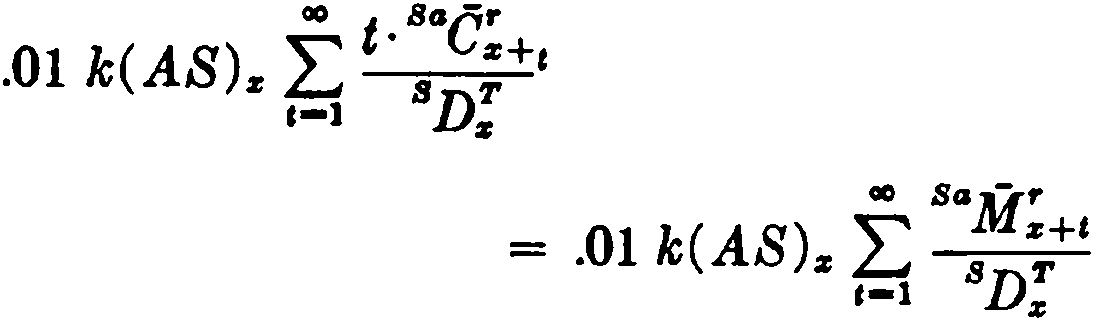 .01 k(AS)_x \sum_{t=1}^{\infty} \frac{t \cdot {}^{Sa}\bar{C}^{r}_{x+t}}{{}^{S}D^{T}_{x}}
= .01 k(AS)_x \sum_{t=1}^{\infty} \frac{{}^{Sa}\bar{M}^{r}_{x+t}}{{}^{S}D^{T}_{x}}